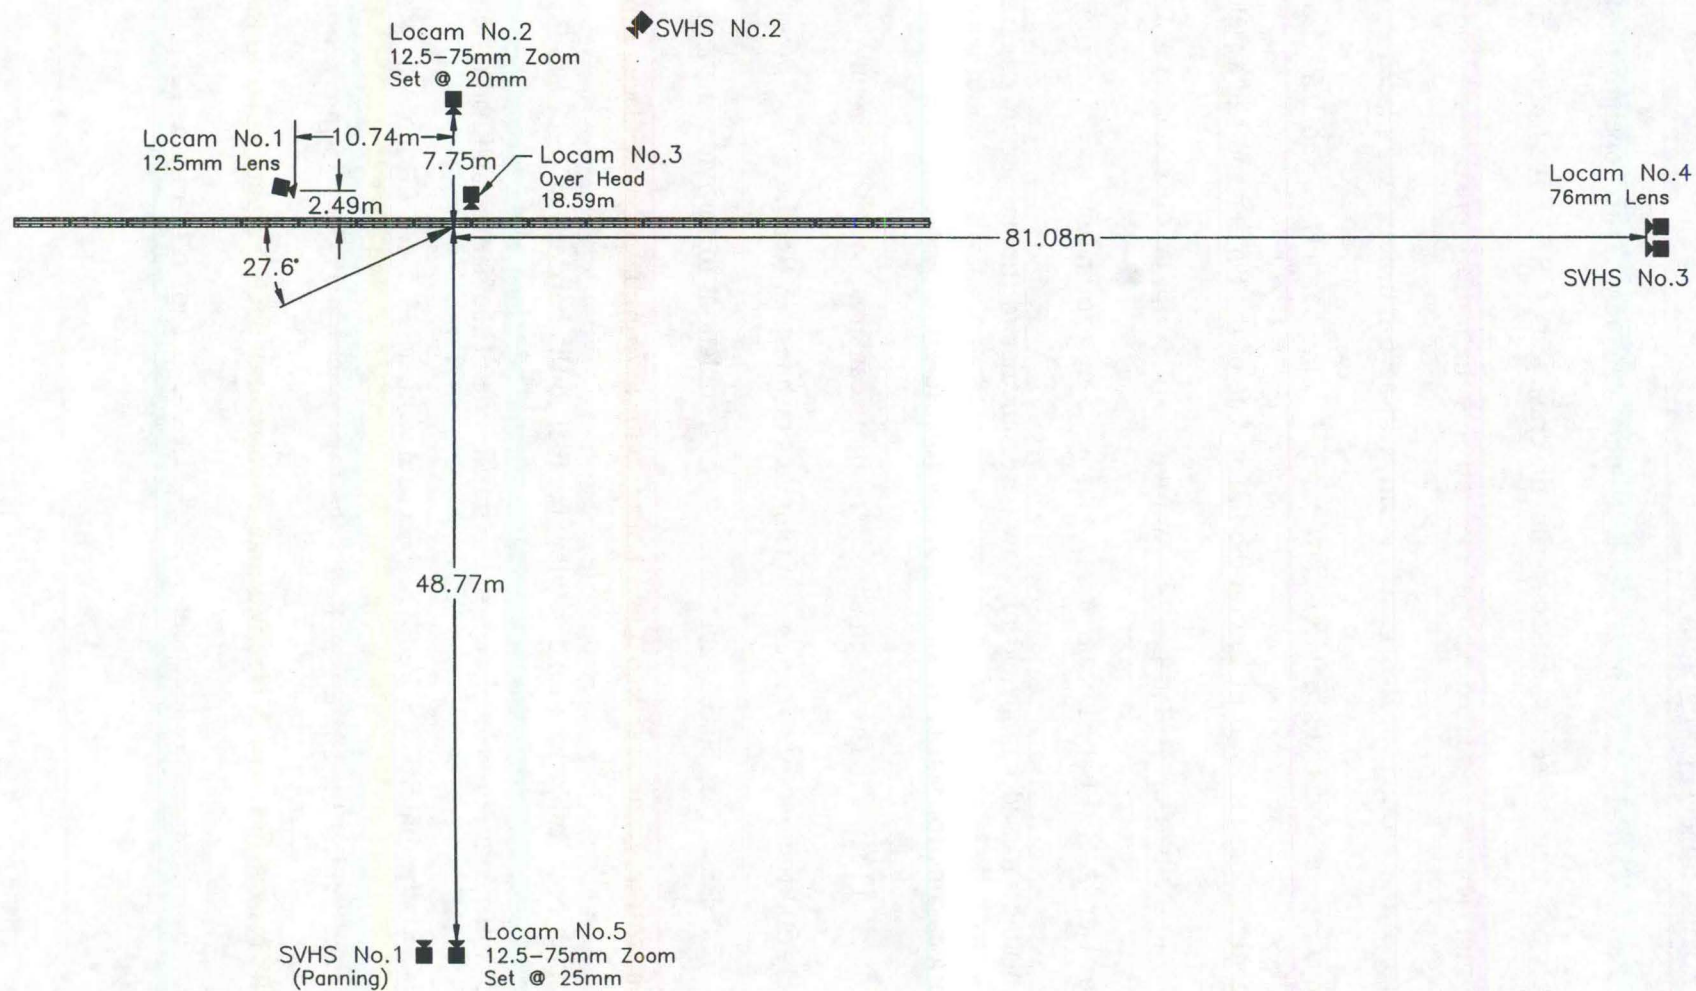 SVHS No.2
Locam No.2
12.5-75mm Zoom
Set @ 20mm
Locam No.1
12.5mm Lens
10.74m
7.75m
Locam No.3
Over Head
18.59m
2.49m
Locam No.4
76mm Lens
81.08m
27.6°
SVHS No.3
48.77m
SVHS No.1
(Panning)
Locam No.5
12.5-75mm Zoom
Set @ 25mm